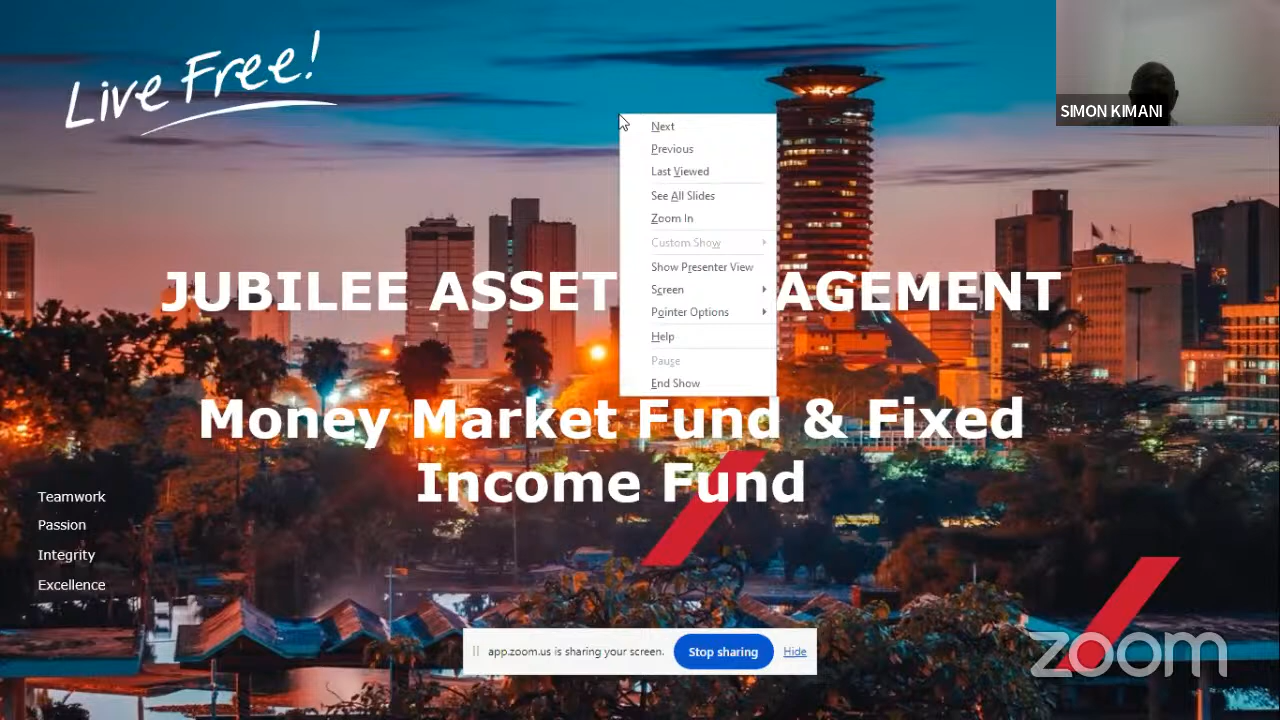 Live Free!
SIMON KIMANI
Next
Previous
Last Viewed
See All Slides
Zoom In
Custom Show
Show Presenter View
Screen
Pointer Options
Help
Pause
End Show
JUBILEE ASSET AGEMENT
Money Market Fund & Fixed
Income Fund
Teamwork
Passion
Integrity
Excellence
app.zoom.us is sharing your screen.
Stop sharing
Hide
zoom